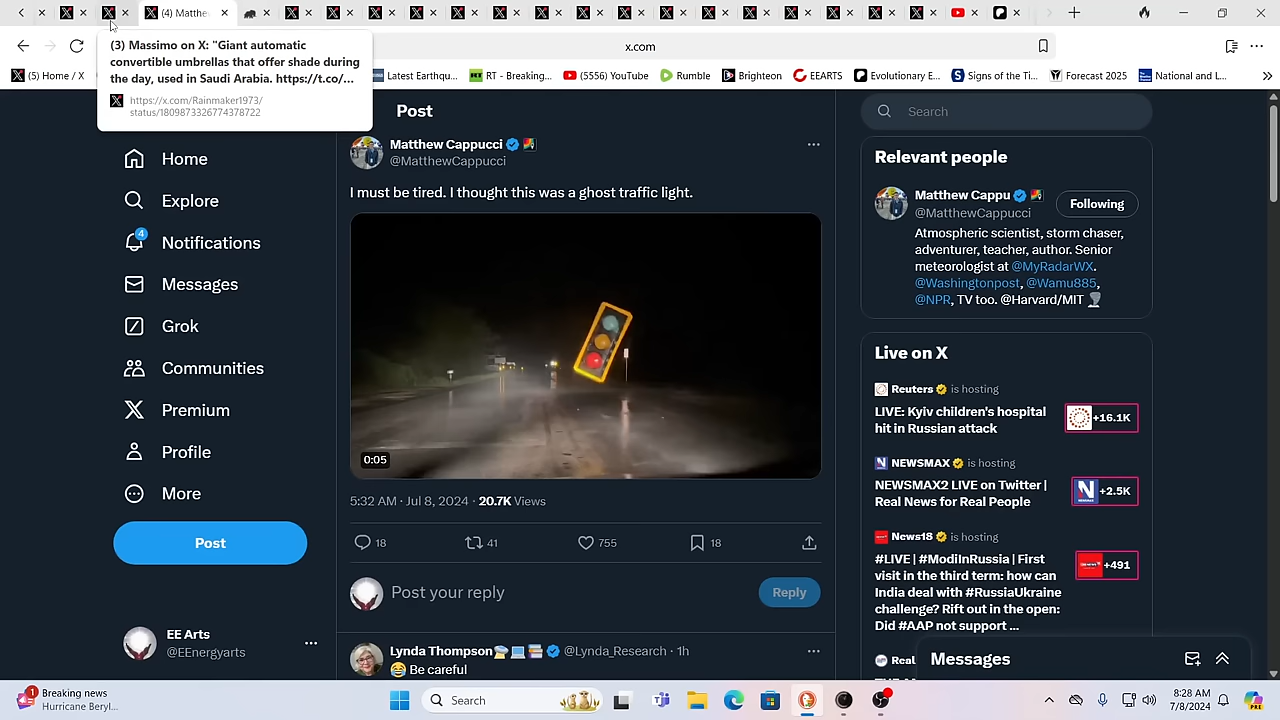 (4) Matthe
x.com
(3) Massimo on X: "Giant automatic
convertible umbrellas that offer shade during
the day, used in Saudi Arabia. https://t.co/...
https://x.com/Rainmaker1973/
status/1809873326774378722
(5) Home / X
Latest Earthqu...
RT - Breaking...
(5556) YouTube
Rumble
Brighteon
EEARTS
Evolutionary E...
Signs of the Ti...
Forecast 2025
National and L...
Home
Explore
4
Notifications
Messages
Grok
Communities
Premium
Profile
More
Post
EE Arts
@EEnergyarts
Post
Matthew Cappucci
@MatthewCappucci
I must be tired. I thought this was a ghost traffic light.
0:05
5:32 AM · Jul 8, 2024 · 20.7K Views
18
41
755
18
Post your reply
Reply
Lynda Thompson @Lynda_Research · 1h
Be careful
Search
Relevant people
Matthew Cappu
@MatthewCappucci
Following
Atmospheric scientist, storm chaser,
adventurer, teacher, author. Senior
meteorologist at @MyRadarWX.
@Washingtonpost, @Wamu885,
@NPR, TV too. @Harvard/MIT
Live on X
Reuters is hosting
LIVE: Kyiv children's hospital
hit in Russian attack
+16.1K
NEWSMAX is hosting
NEWSMAX2 LIVE on Twitter |
Real News for Real People
+2.5K
News18 is hosting
#LIVE | #ModiInRussia | First
visit in the third term: how can
India deal with #RussiaUkraine
challenge? Rift out in the open:
Did #AAP not support ...
+491
Real
Messages
1
Breaking news
Hurricane Beryl...
Search
8:28 AM
7/8/2024
PRE